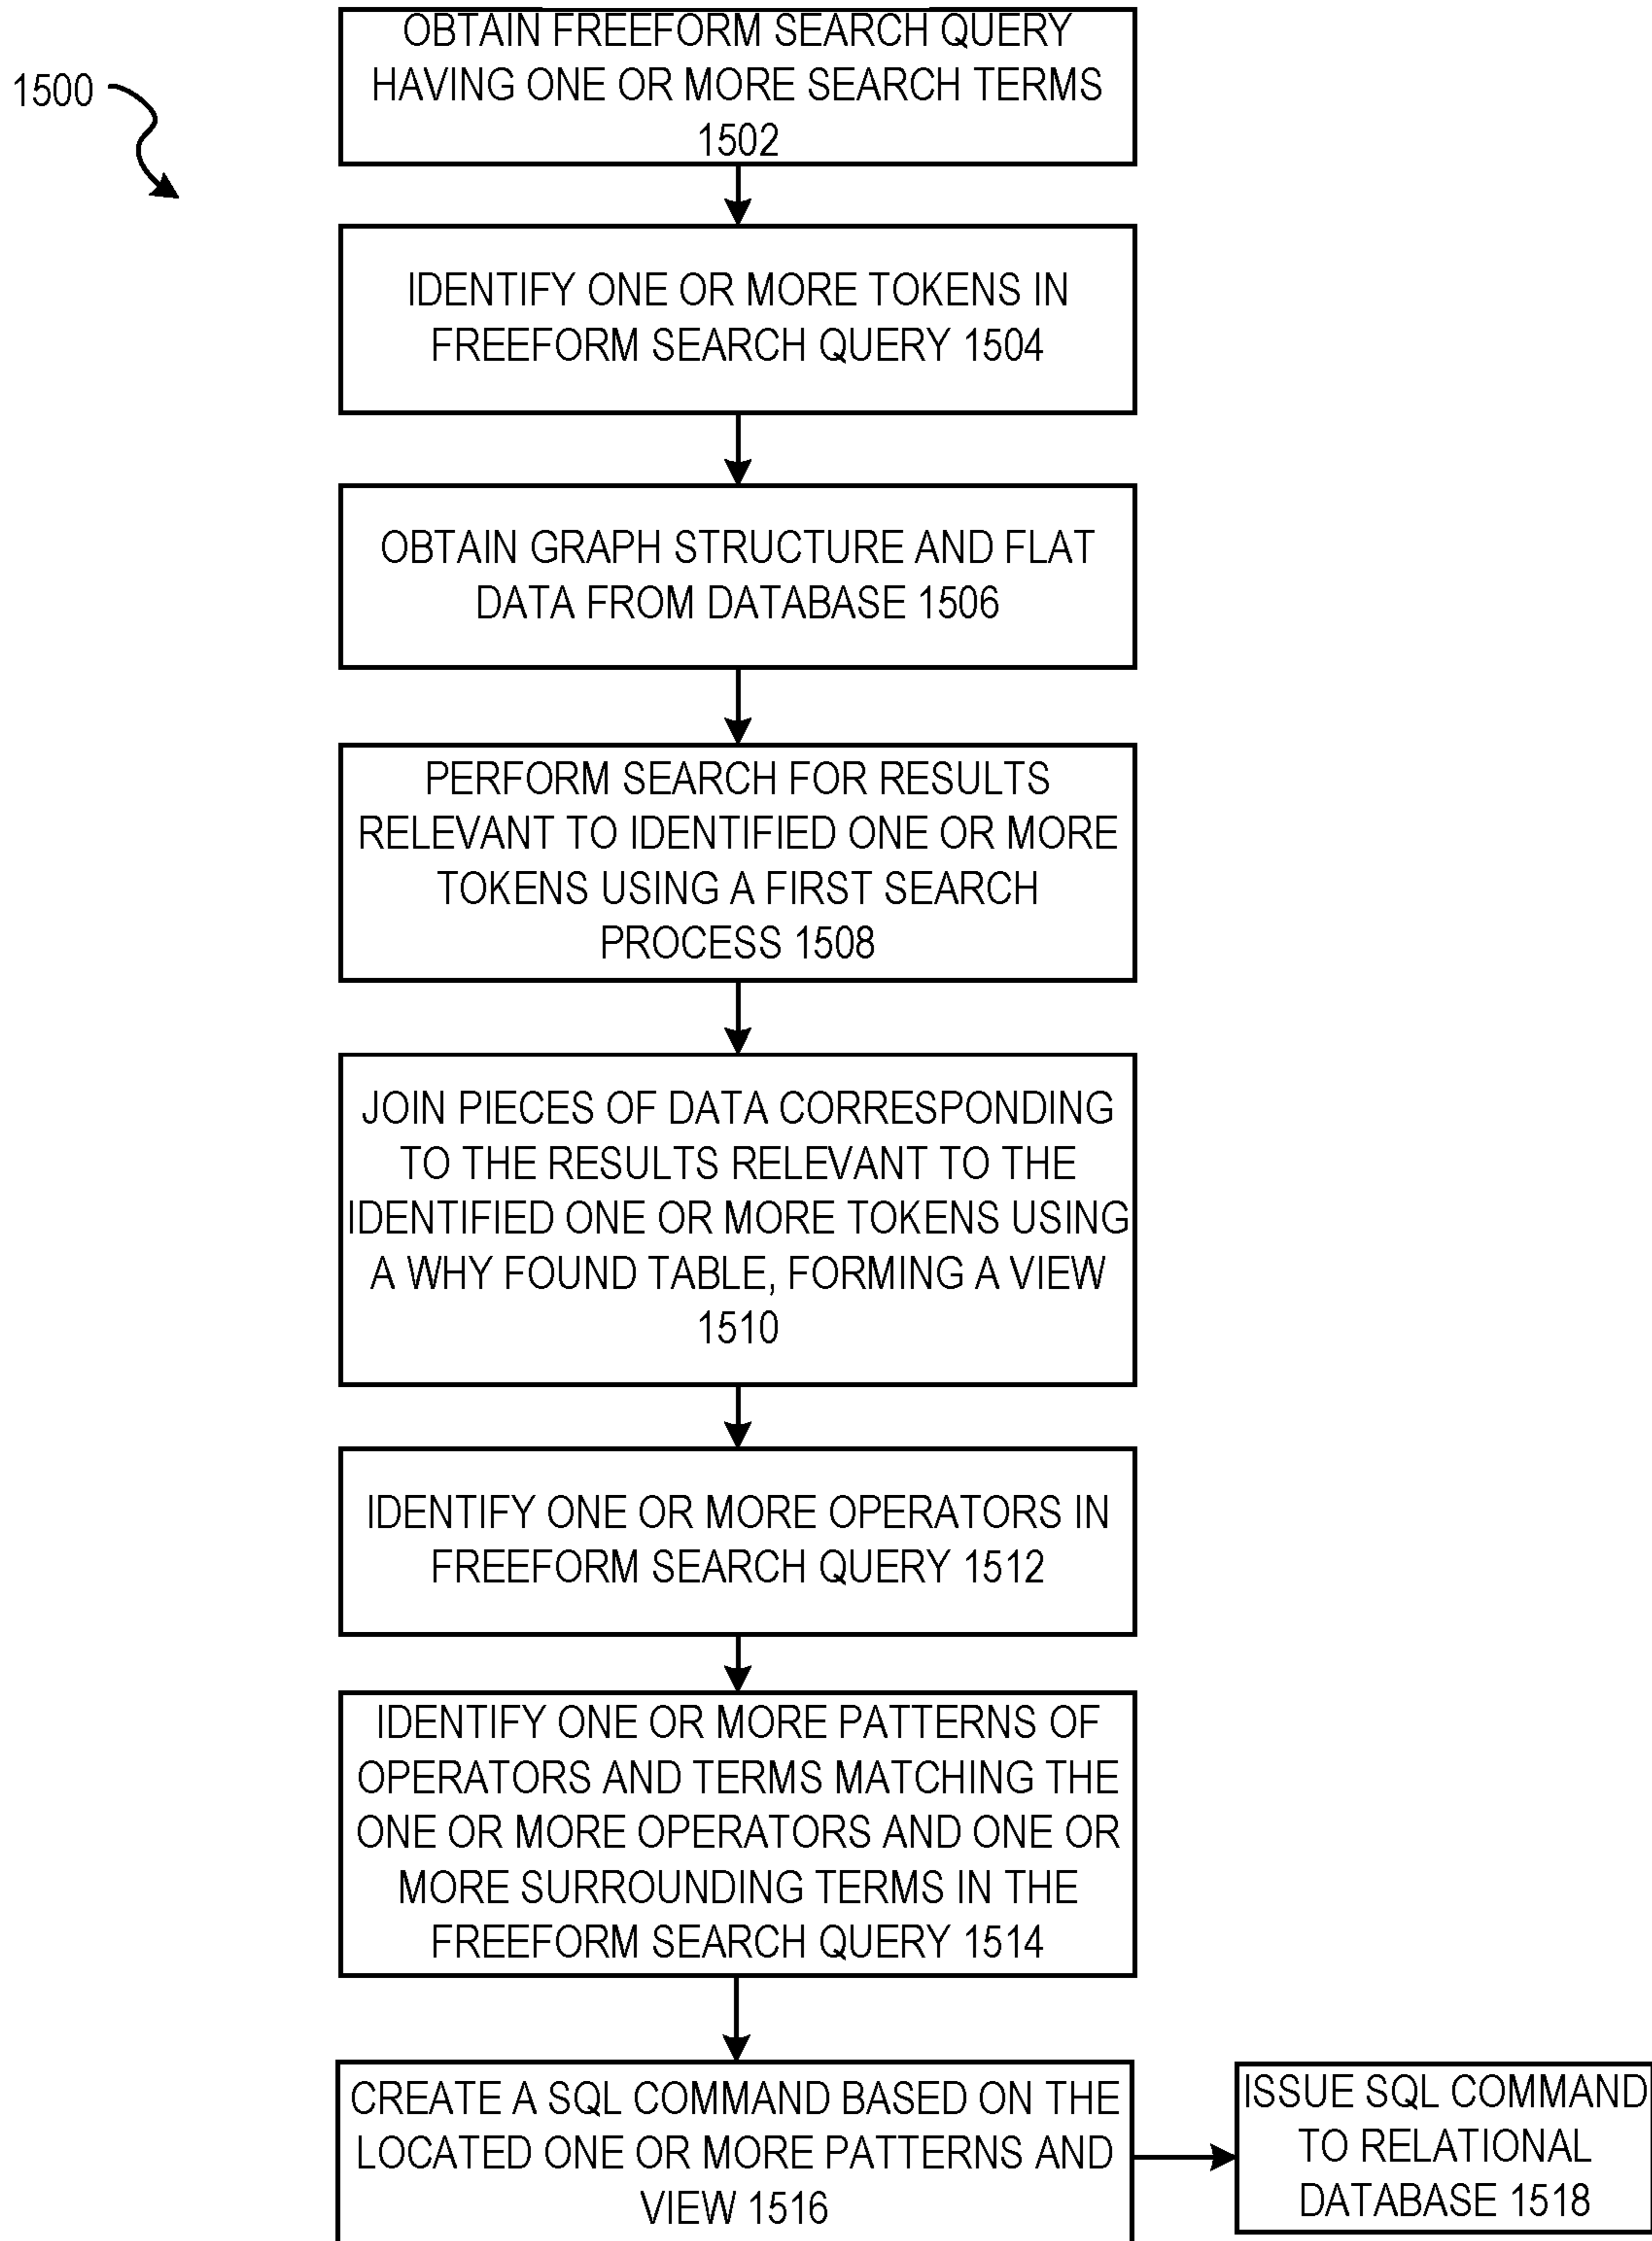 1500
OBTAIN FREEFORM SEARCH QUERY
HAVING ONE OR MORE SEARCH TERMS
1502
IDENTIFY ONE OR MORE TOKENS IN
FREEFORM SEARCH QUERY 1504
OBTAIN GRAPH STRUCTURE AND FLAT
DATA FROM DATABASE 1506
PERFORM SEARCH FOR RESULTS
RELEVANT TO IDENTIFIED ONE OR MORE
TOKENS USING A FIRST SEARCH
PROCESS 1508
JOIN PIECES OF DATA CORRESPONDING
TO THE RESULTS RELEVANT TO THE
IDENTIFIED ONE OR MORE TOKENS USING
A WHY FOUND TABLE, FORMING A VIEW
1510
IDENTIFY ONE OR MORE OPERATORS IN
FREEFORM SEARCH QUERY 1512
IDENTIFY ONE OR MORE PATTERNS OF
OPERATORS AND TERMS MATCHING THE
ONE OR MORE OPERATORS AND ONE OR
MORE SURROUNDING TERMS IN THE
FREEFORM SEARCH QUERY 1514
CREATE A SQL COMMAND BASED ON THE
LOCATED ONE OR MORE PATTERNS AND
VIEW 1516
ISSUE SQL COMMAND
TO RELATIONAL
DATABASE 1518